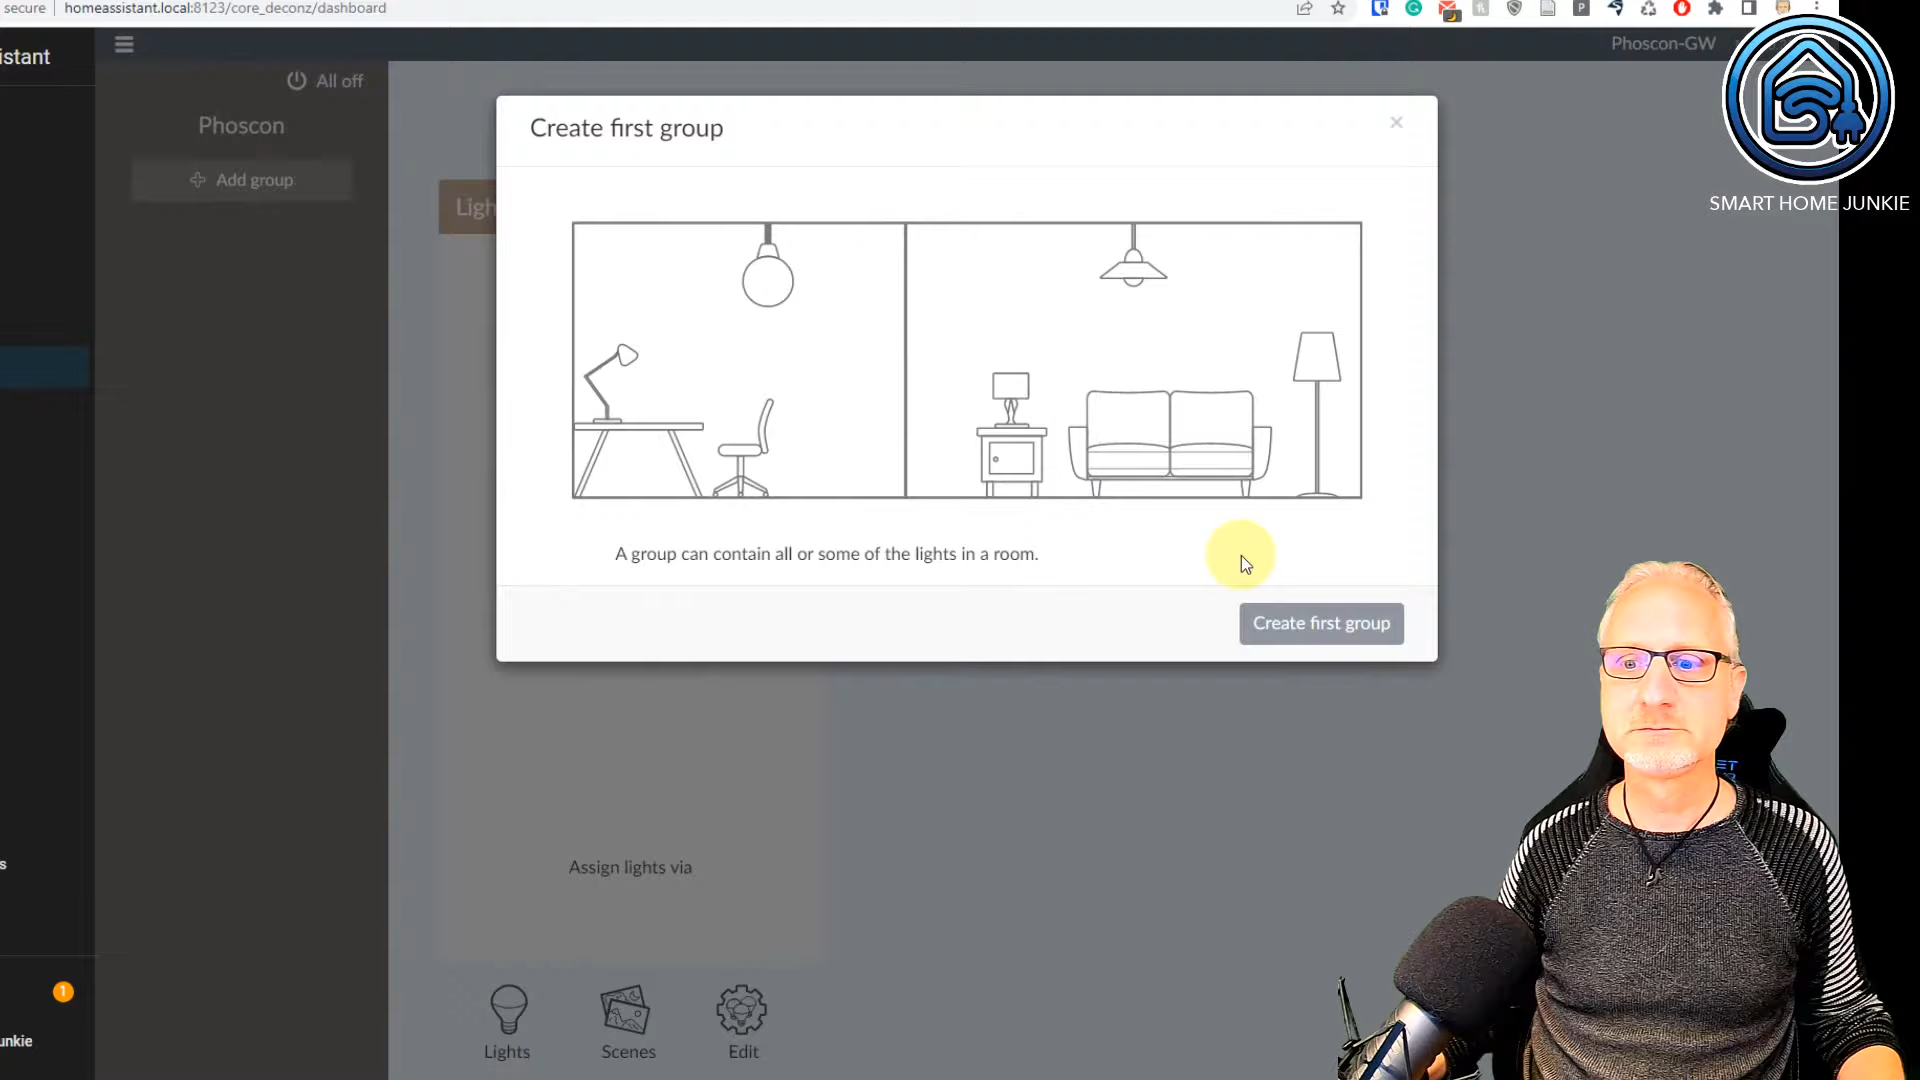 secure
homeassistant.local:8123/core_deconz/dashboard
istant
Phoscon-GW
All off
Phoscon
Add group
Ligh
Create first group
×
A group can contain all or some of the lights in a room.
Create first group
Assign lights via
Lights
Scenes
Edit
s
1
unkie
SMART HOME JUNKIE
ET